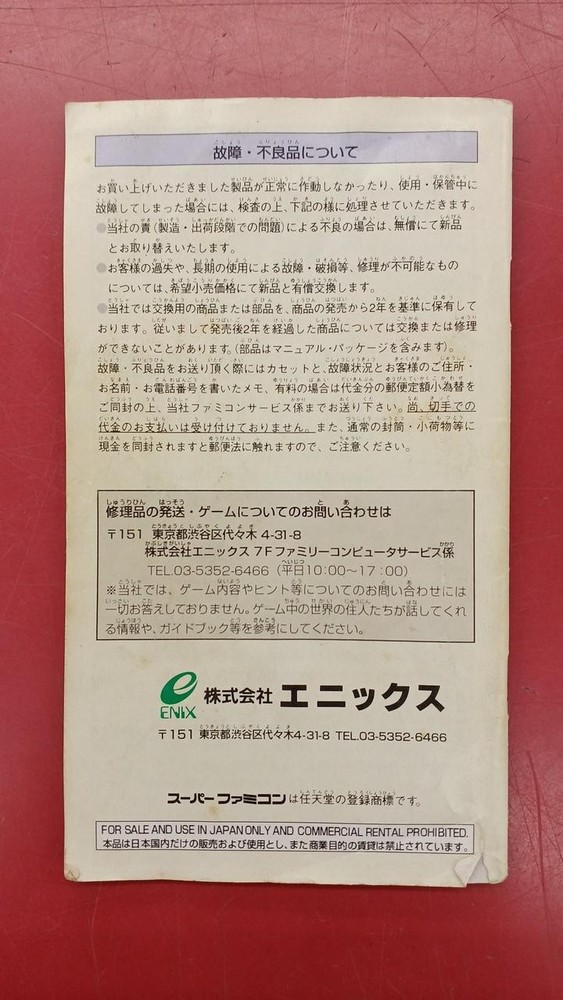 故障・不良品について
お買い上げいただきました製品が正常に作動しなかったり、使用・保管中に
故障してしまった場合には、検査の上、下記の様に処理させていただきます。
●当社の責(製造・出荷段階での問題)による不良の場合は、無償にて新品
とお取り替えいたします。
●お客様の過失や、長期の使用による故障・破損等、修理が不可能なもの
については、希望小売価格にて新品と有償交換します。
●当社では交換用の商品または部品を、商品の発売から2年を基準に保有して
おります。従いまして発売後2年を経過した商品については交換または修理
ができないことがあります。(部品はマニュアル・パッケージを含みます)。
故障・不良品をお送り頂く際にはカセットと、故障状況とお客様のご住所・
お名前・お電話番号を書いたメモ、有料の場合は代金分の郵便定額小為替を
ご同封の上、当社ファミコンサービス係までお送り下さい。尚、切手での
代金のお支払いは受け付けておりません。また、通常の封筒・小荷物等に
現金を同封されますと郵便法に触れますので、ご注意ください。
修理品の発送・ゲームについてのお問い合わせは
〒151 東京都渋谷区代々木4-31-8
株式会社エニックス 7Fファミリーコンピュータサービス係
TEL.03-5352-6466 (平日10:00〜17:00)
※当社では、ゲーム内容やヒント等についてのお問い合わせには
一切お答えしておりません。ゲーム中の世界の住人たちが話してくれ
る情報や、ガイドブック等を参考にしてください。
ENIX 株式会社 エニックス
〒151 東京都渋谷区代々木4-31-8 TEL.03-5352-6466
スーパーファミコンは任天堂の登録商標です。
FOR SALE AND USE IN JAPAN ONLY AND COMMERCIAL RENTAL PROHIBITED.
本品は日本国内だけの販売および使用とし、また商業目的の賃貸は禁止されています。